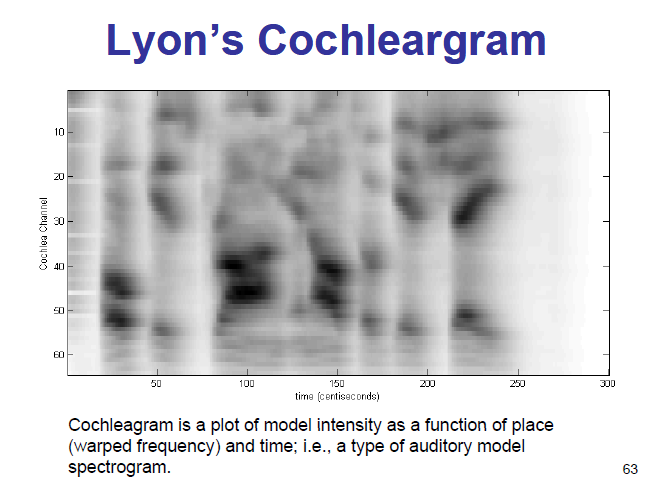 Lyon's Cochleargram
10
20
30
40
50
60
Cochlea Channel
50 100 150 200 250 300
time (centiseconds)
Cochleagram is a plot of model intensity as a function of place
(warped frequency) and time; i.e., a type of auditory model
spectrogram.
63